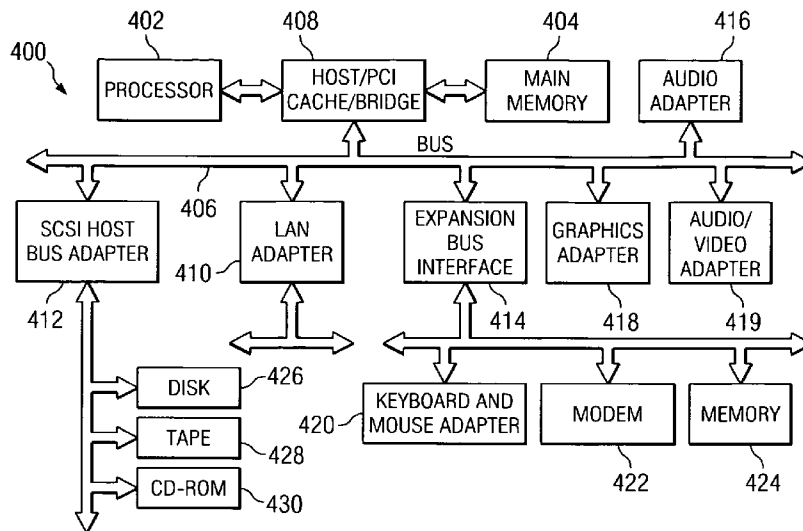 402
408
404
416
400
PROCESSOR
HOST/PCI
CACHE/BRIDGE
MAIN
MEMORY
AUDIO
ADAPTER
BUS
406
SCSI HOST
BUS ADAPTER
412
LAN
ADAPTER
410
EXPANSION
BUS
INTERFACE
414
GRAPHICS
ADAPTER
418
AUDIO/
VIDEO
ADAPTER
419
DISK
426
TAPE
428
CD-ROM
430
KEYBOARD AND
MOUSE ADAPTER
420
MODEM
422
MEMORY
424